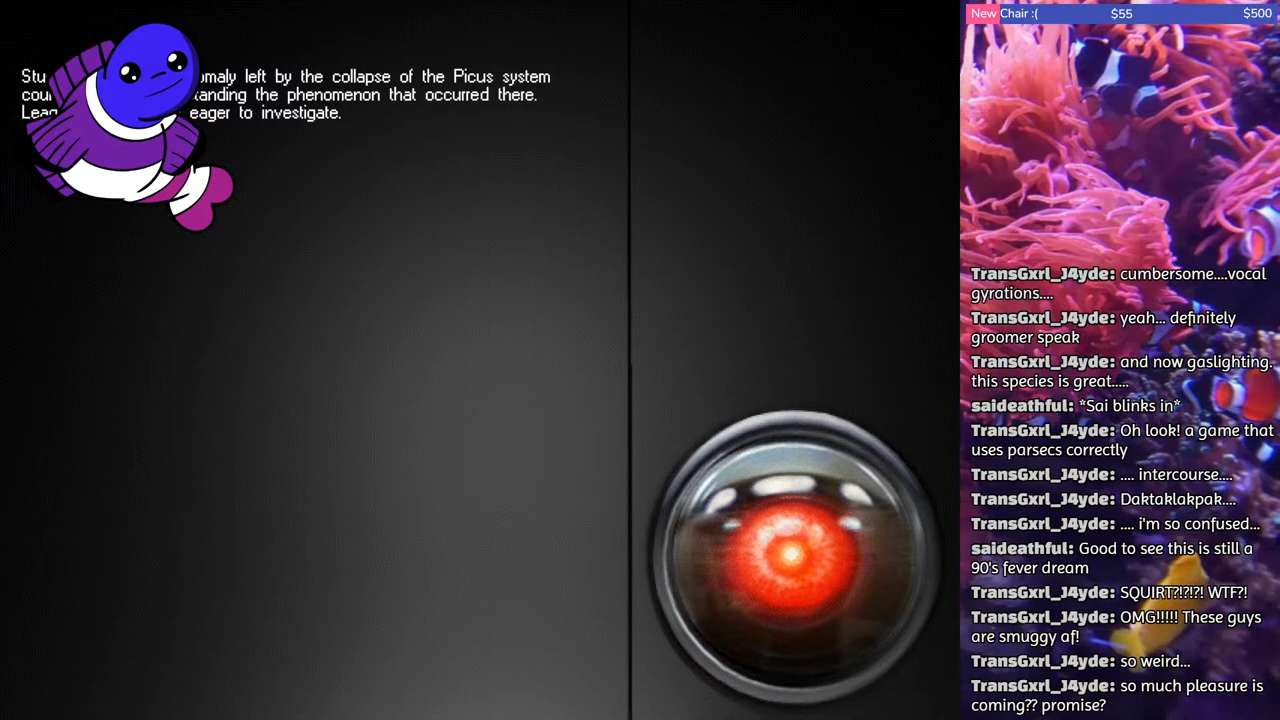 New Chair :( $55 $500
Stu omaly left by the collapse of the Picus system
cou tanding the phenomenon that occurred there.
Lea eager to investigate.
TransGxrl_J4yde: cumbersome....vocal
gyrations....
TransGxrl_J4yde: yeah... definitely
groomer speak
TransGxrl_J4yde: and now gaslighting.
this species is great.....
saideathful: *Sai blinks in*
TransGxrl_J4yde: Oh look! a game that
uses parsecs correctly
TransGxrl_J4yde: .... intercourse....
TransGxrl_J4yde: Daktaklakpak....
TransGxrl_J4yde: .... i'm so confused...
saideathful: Good to see this is still a
90's fever dream
TransGxrl_J4yde: SQUIRT?!?!?! WTF?!
TransGxrl_J4yde: OMG!!!!! These guys
are smuggy af!
TransGxrl_J4yde: so weird...
TransGxrl_J4yde: so much pleasure is
coming?? promise?